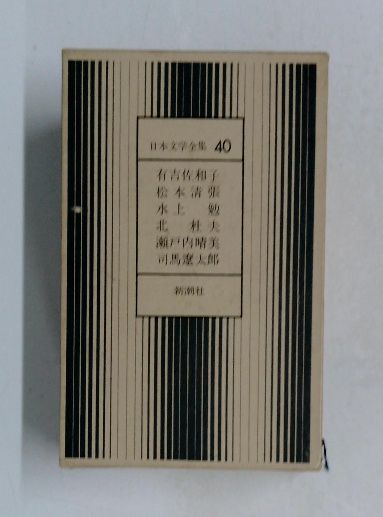 日本文学全集 40
有吉佐和子
松本清張
水上 勉
北 杜夫
瀬戸内晴美
司馬遼太郎
新潮社